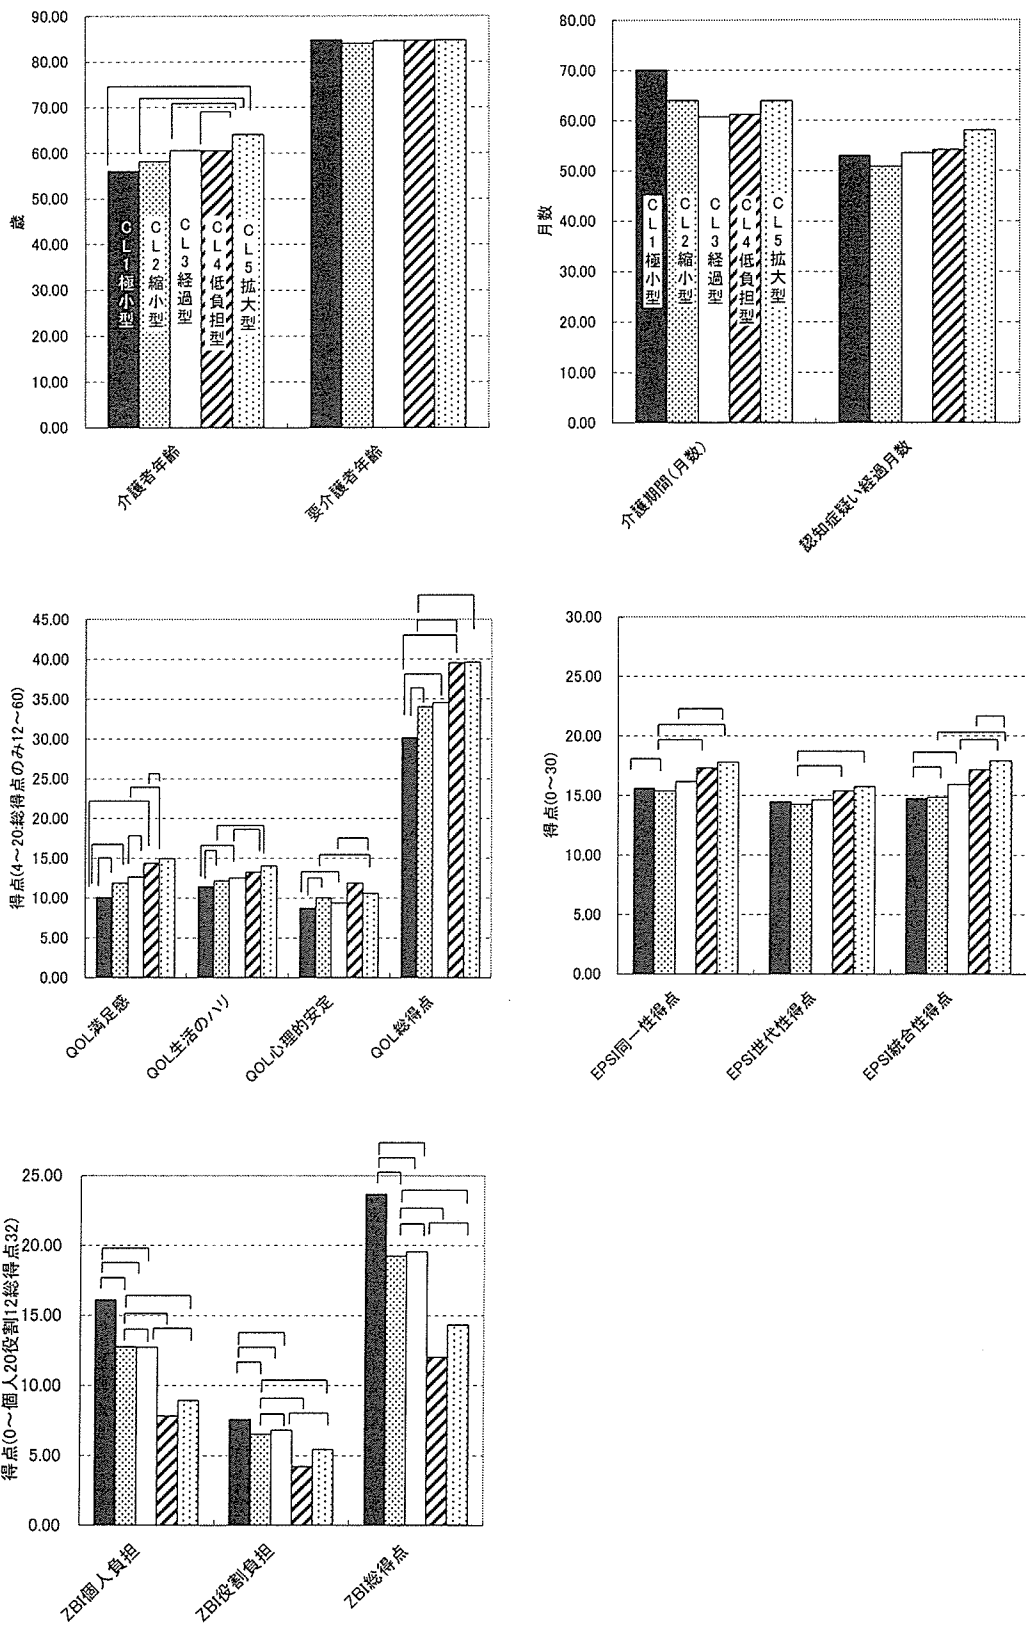 90.00
80.00
70.00
60.00
50.00
40.00
30.00
20.00
10.00
0.00
歳
CL1極小型
CL2縮小型
CL3経過型
CL4低負担型
CL5拡大型
介護者年齢
要介護者年齢
80.00
70.00
60.00
50.00
40.00
30.00
20.00
10.00
0.00
月数
CL1極小型
CL2縮小型
CL3経過型
CL4低負担型
CL5拡大型
介護期間(月数)
認知症疑い経過月数
45.00
40.00
35.00
30.00
25.00
20.00
15.00
10.00
5.00
0.00
得点(4～20:総得点のみ12～60)
QOL満足感
QOL生活のハリ
QOL心理的安定
QOL総得点
30.00
25.00
20.00
15.00
10.00
5.00
0.00
得点(0～30)
EPSI同一性得点
EPSI世代性得点
EPSI統合性得点
25.00
20.00
15.00
10.00
5.00
0.00
得点(0～個人20役割12総得点32)
ZBI個人負担
ZBI役割負担
ZBI総得点